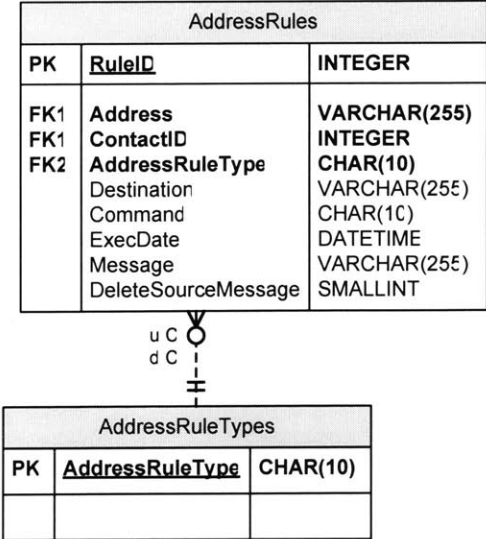 AddressRules
PK RuleID INTEGER
FK1 Address VARCHAR(255)
FK1 ContactID INTEGER
FK2 AddressRuleType CHAR(10)
Destination VARCHAR(255)
Command CHAR(10)
ExecDate DATETIME
Message VARCHAR(255)
DeleteSourceMessage SMALLINT
u C
d C
AddressRuleTypes
PK AddressRuleType CHAR(10)